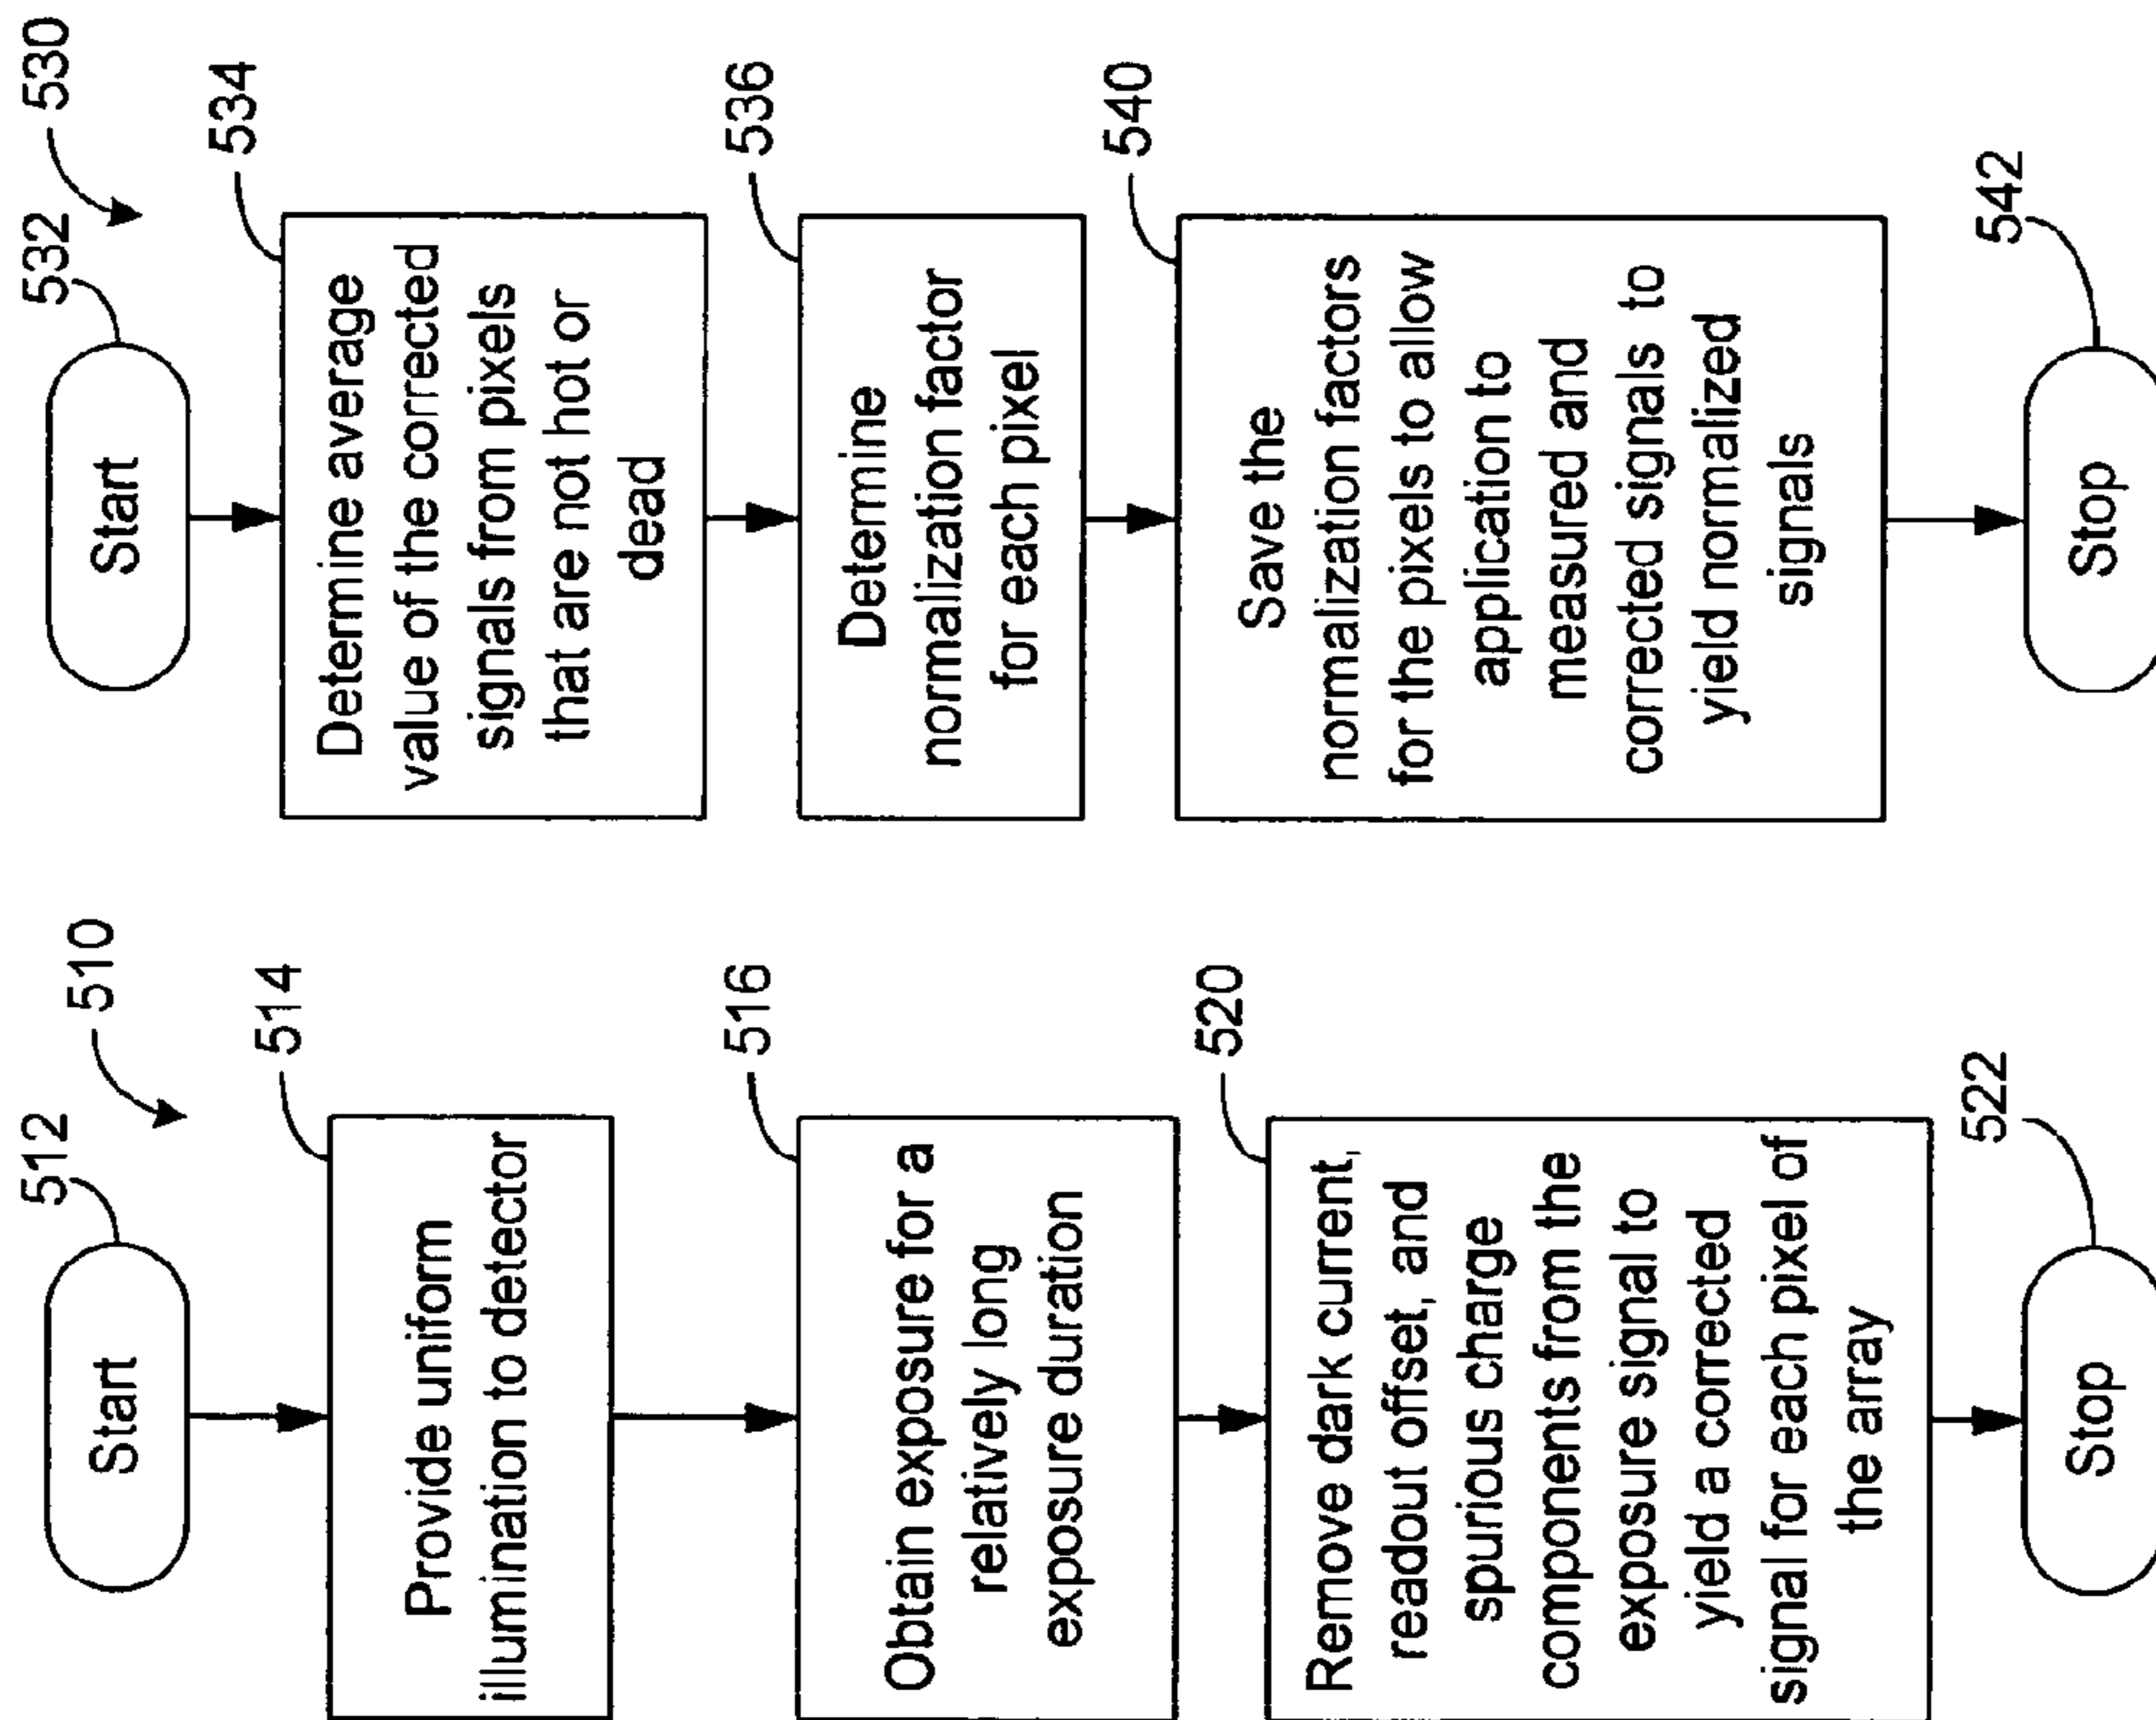 510
512
Start
514
Provide uniform
illumination to detector
516
Obtain exposure for a
relatively long
exposure duration
520
Remove dark current,
readout offset, and
spurious charge
components from the
exposure signal to
yield a corrected
signal for each pixel of
the array
522
Stop
530
532
Start
534
Determine average
value of the corrected
signals from pixels
that are not hot or
dead
536
Determine
normalization factor
for each pixel
540
Save the
normalization factors
for the pixels to allow
application to
measured and
corrected signals to
yield normalized
signals
542
Stop